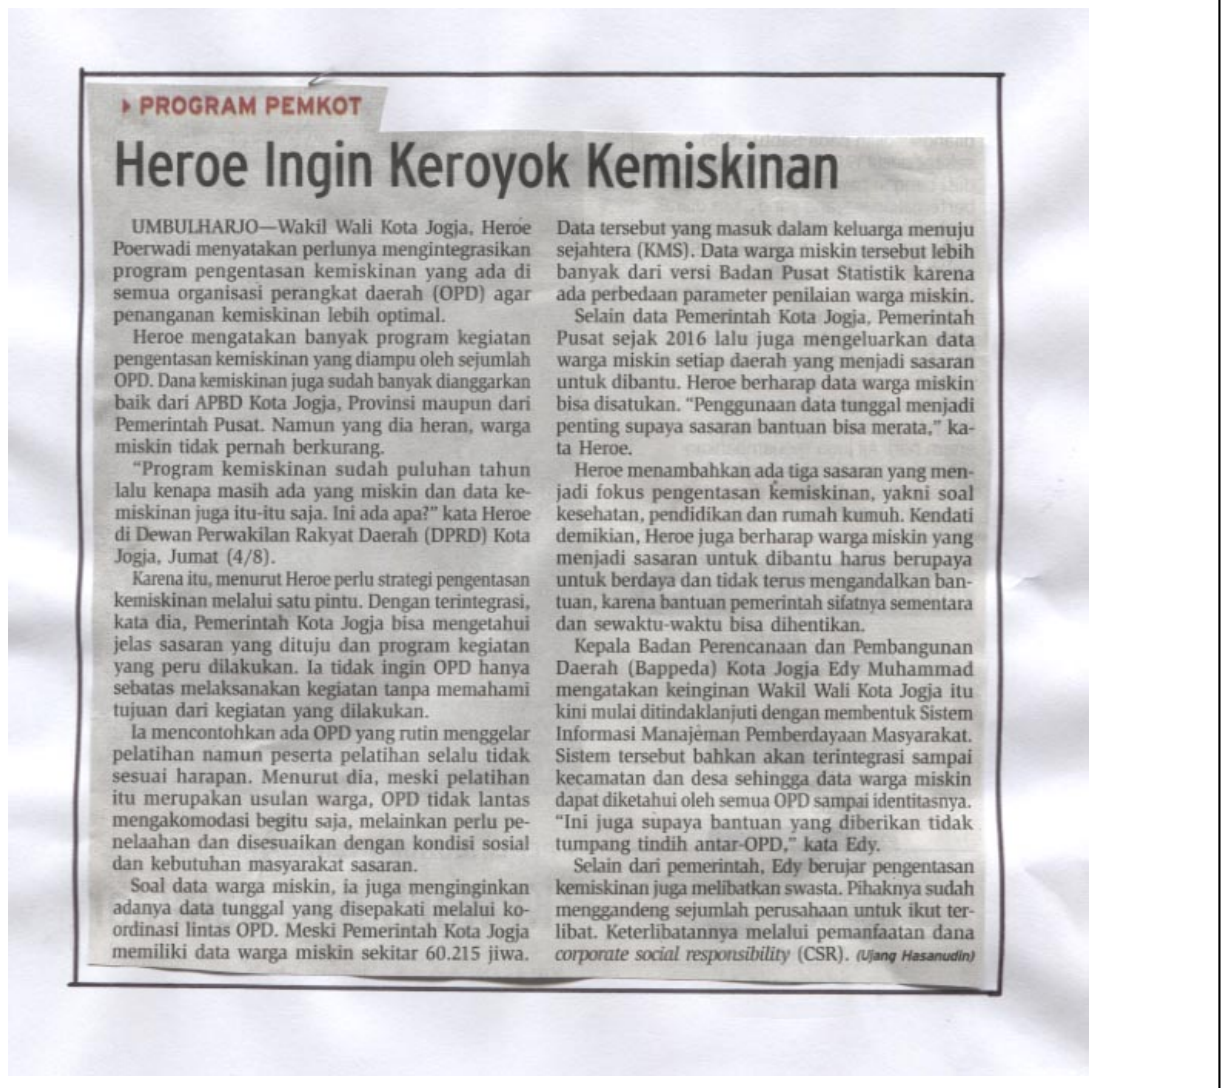 PROGRAM PEMKOT
Heroe Ingin Keroyok Kemiskinan
UMBULHARJO—Wakil Wali Kota Jogja, Heroe
Poerwadi menyatakan perlunya mengintegrasikan
program pengentasan kemiskinan yang ada di
semua organisasi perangkat daerah (OPD) agar
penanganan kemiskinan lebih optimal.
Heroe mengatakan banyak program kegiatan
pengentasan kemiskinan yang diampu oleh sejumlah
OPD. Dana kemiskinan juga sudah banyak dianggarkan
baik dari APBD Kota Jogja, Provinsi maupun dari
Pemerintah Pusat. Namun yang dia heran, warga
miskin tidak pernah berkurang.
“Program kemiskinan sudah puluhan tahun
lalu kenapa masih ada yang miskin dan data ke-
miskinan juga itu-itu saja. Ini ada apa?” kata Heroe
di Dewan Perwakilan Rakyat Daerah (DPRD) Kota
Jogja, Jumat (4/8).
Karena itu, menurut Heroe perlu strategi pengentasan
kemiskinan melalui satu pintu. Dengan terintegrasi,
kata dia, Pemerintah Kota Jogja bisa mengetahui
jelas sasaran yang dituju dan program kegiatan
yang peru dilakukan. Ia tidak ingin OPD hanya
sebatas melaksanakan kegiatan tanpa memahami
tujuan dari kegiatan yang dilakukan.
Ia mencontohkan ada OPD yang rutin menggelar
pelatihan namun peserta pelatihan selalu tidak
sesuai harapan. Menurut dia, meski pelatihan
itu merupakan usulan warga, OPD tidak lantas
mengakomodasi begitu saja, melainkan perlu pe-
nelaahan dan disesuaikan dengan kondisi sosial
dan kebutuhan masyarakat sasaran.
Soal data warga miskin, ia juga menginginkan
adanya data tunggal yang disepakati melalui ko-
ordinasi lintas OPD. Meski Pemerintah Kota Jogja
memiliki data warga miskin sekitar 60.215 jiwa.
Data tersebut yang masuk dalam keluarga menuju
sejahtera (KMS). Data warga miskin tersebut lebih
banyak dari versi Badan Pusat Statistik karena
ada perbedaan parameter penilaian warga miskin.
Selain data Pemerintah Kota Jogja, Pemerintah
Pusat sejak 2016 lalu juga mengeluarkan data
warga miskin setiap daerah yang menjadi sasaran
untuk dibantu. Heroe berharap data warga miskin
bisa disatukan. “Penggunaan data tunggal menjadi
penting supaya sasaran bantuan bisa merata,” ka-
ta Heroe.
Heroe menambahkan ada tiga sasaran yang men-
jadi fokus pengentasan kemiskinan, yakni soal
kesehatan, pendidikan dan rumah kumuh. Kendati
demikian, Heroe juga berharap warga miskin yang
menjadi sasaran untuk dibantu harus berupaya
untuk berdaya dan tidak terus mengandalkan ban-
tuan, karena bantuan pemerintah sifatnya sementara
dan sewaktu-waktu bisa dihentikan.
Kepala Badan Perencanaan dan Pembangunan
Daerah (Bappeda) Kota Jogja Edy Muhammad
mengatakan keinginan Wakil Wali Kota Jogja itu
kini mulai ditindaklanjuti dengan membentuk Sistem
Informasi Manajeman Pemberdayaan Masyarakat.
Sistem tersebut bahkan akan terintegrasi sampai
kecamatan dan desa sehingga data warga miskin
dapat diketahui oleh semua OPD sampai identitasnya.
“Ini juga supaya bantuan yang diberikan tidak
tumpang tindih antar-OPD,” kata Edy.
Selain dari pemerintah, Edy berujar pengentasan
kemiskinan juga melibatkan swasta. Pihaknya sudah
menggandeng sejumlah perusahaan untuk ikut ter-
libat. Keterlibatannya melalui pemanfaatan dana
corporate social responsibility (CSR). (Ujang Hasanudin)